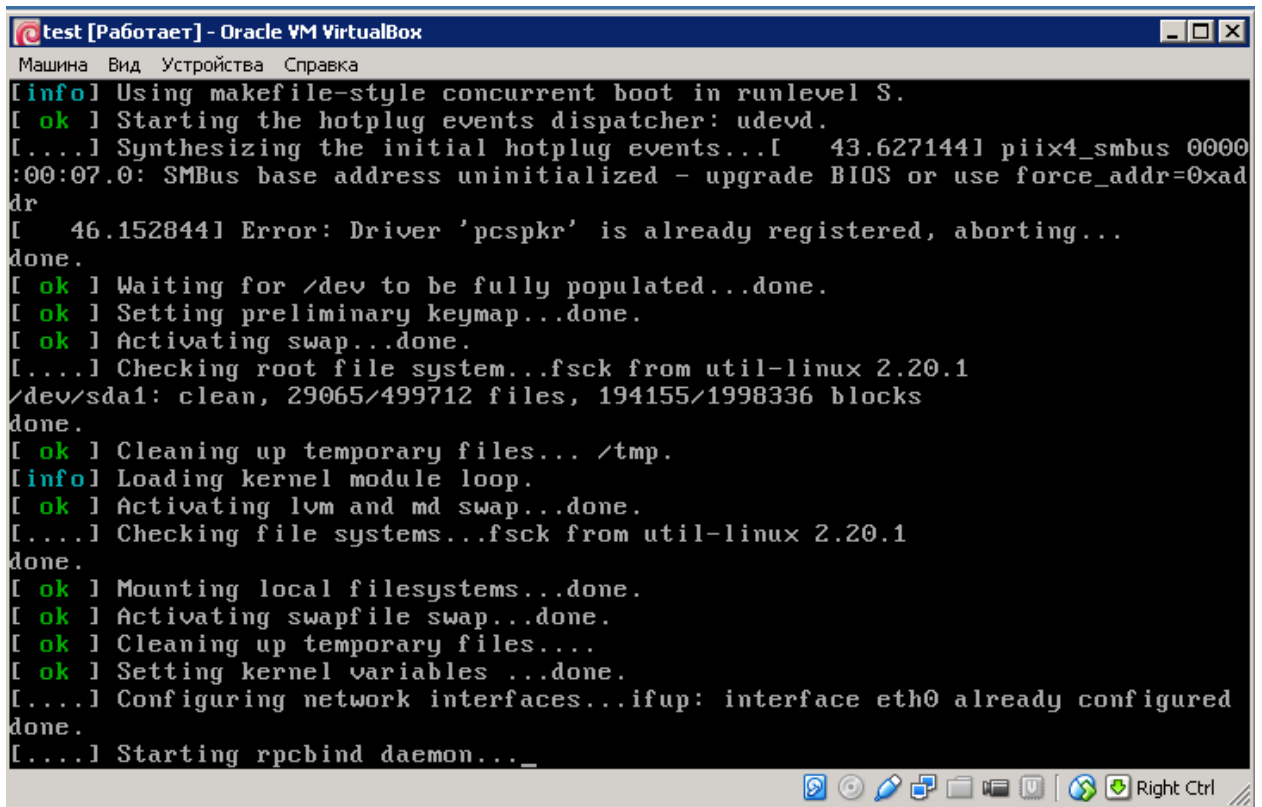 test [Работает] - Oracle VM VirtualBox
Машина Вид Устройства Справка
[info] Using makefile-style concurrent boot in runlevel S.
[ ok ] Starting the hotplug events dispatcher: udevd.
[....] Synthesizing the initial hotplug events...[   43.627144] piix4_smbus 0000
:00:07.0: SMBus base address uninitialized - upgrade BIOS or use force_addr=0xad
dr
[   46.152844] Error: Driver 'pcspkr' is already registered, aborting...
done.
[ ok ] Waiting for /dev to be fully populated...done.
[ ok ] Setting preliminary keymap...done.
[ ok ] Activating swap...done.
[....] Checking root file system...fsck from util-linux 2.20.1
/dev/sda1: clean, 29065/499712 files, 194155/1998336 blocks
done.
[ ok ] Cleaning up temporary files... /tmp.
[info] Loading kernel module loop.
[ ok ] Activating lvm and md swap...done.
[....] Checking file systems...fsck from util-linux 2.20.1
done.
[ ok ] Mounting local filesystems...done.
[ ok ] Activating swapfile swap...done.
[ ok ] Cleaning up temporary files....
[ ok ] Setting kernel variables ...done.
[....] Configuring network interfaces...ifup: interface eth0 already configured
done.
[....] Starting rpcbind daemon..._
Right Ctrl